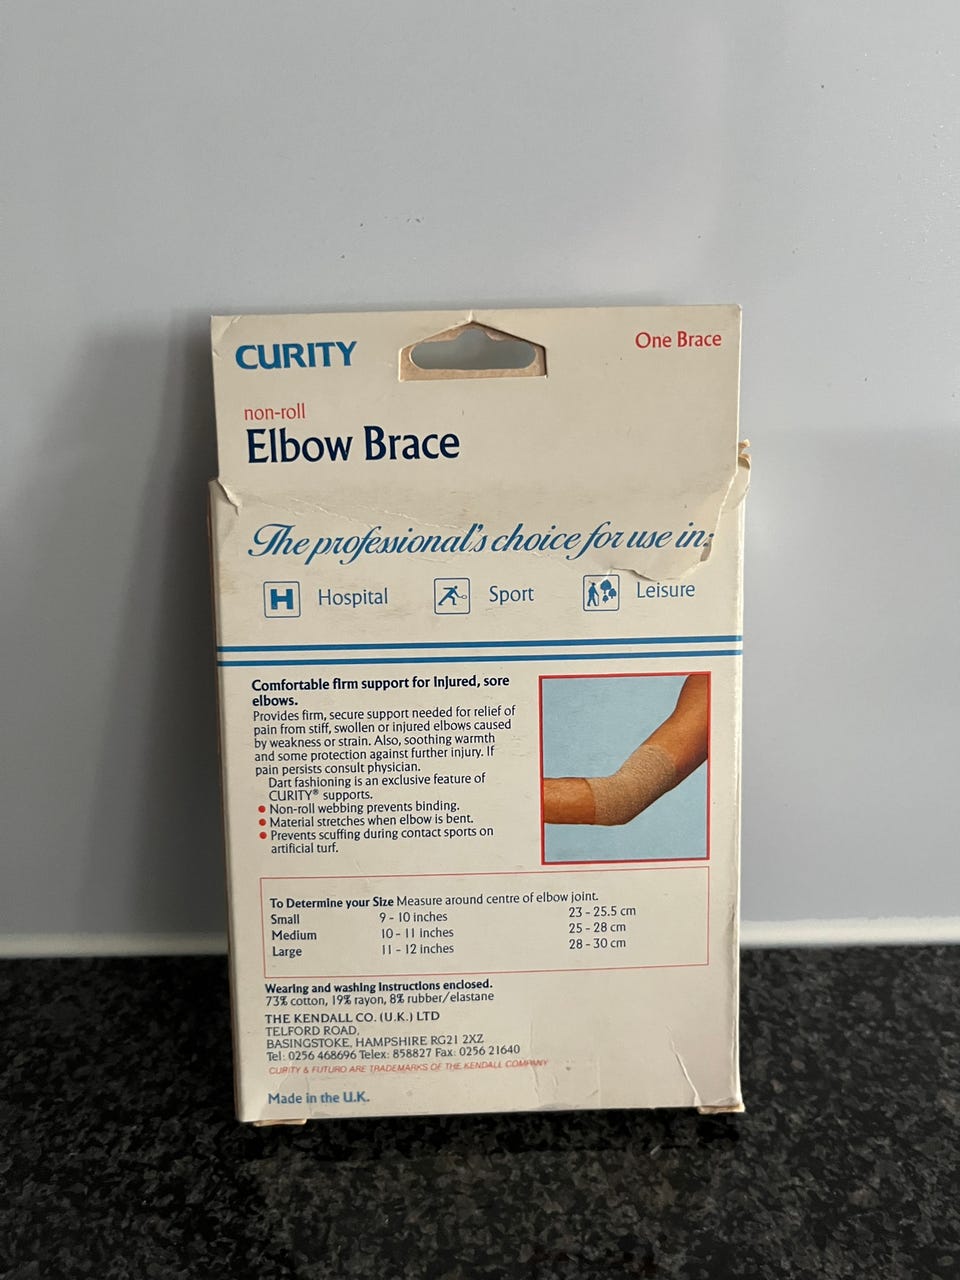 CURITY
One Brace
non-roll
Elbow Brace
The professional's choice for use in:
H Hospital Sport Leisure
Comfortable firm support for injured, sore
elbows.
Provides firm, secure support needed for relief of
pain from stiff, swollen or injured elbows caused
by weakness or strain. Also, soothing warmth
and some protection against further injury. If
pain persists consult physician.
Dart fashioning is an exclusive feature of
CURITY® supports.
• Non-roll webbing prevents binding.
• Material stretches when elbow is bent.
• Prevents scuffing during contact sports on
artificial turf.
To Determine your Size Measure around centre of elbow joint.
Small 9 - 10 inches 23 - 25.5 cm
Medium 10 - 11 inches 25 - 28 cm
Large 11 - 12 inches 28 - 30 cm
Wearing and washing instructions enclosed.
73% cotton, 19% rayon, 8% rubber/elastane
THE KENDALL CO. (U.K.) LTD
TELFORD ROAD,
BASINGSTOKE, HAMPSHIRE RG21 2XZ
Tel: 0256 468696 Telex: 858827 Fax: 0256 21640
CURITY & FUTURO ARE TRADEMARKS OF THE KENDALL COMPANY
Made in the U.K.